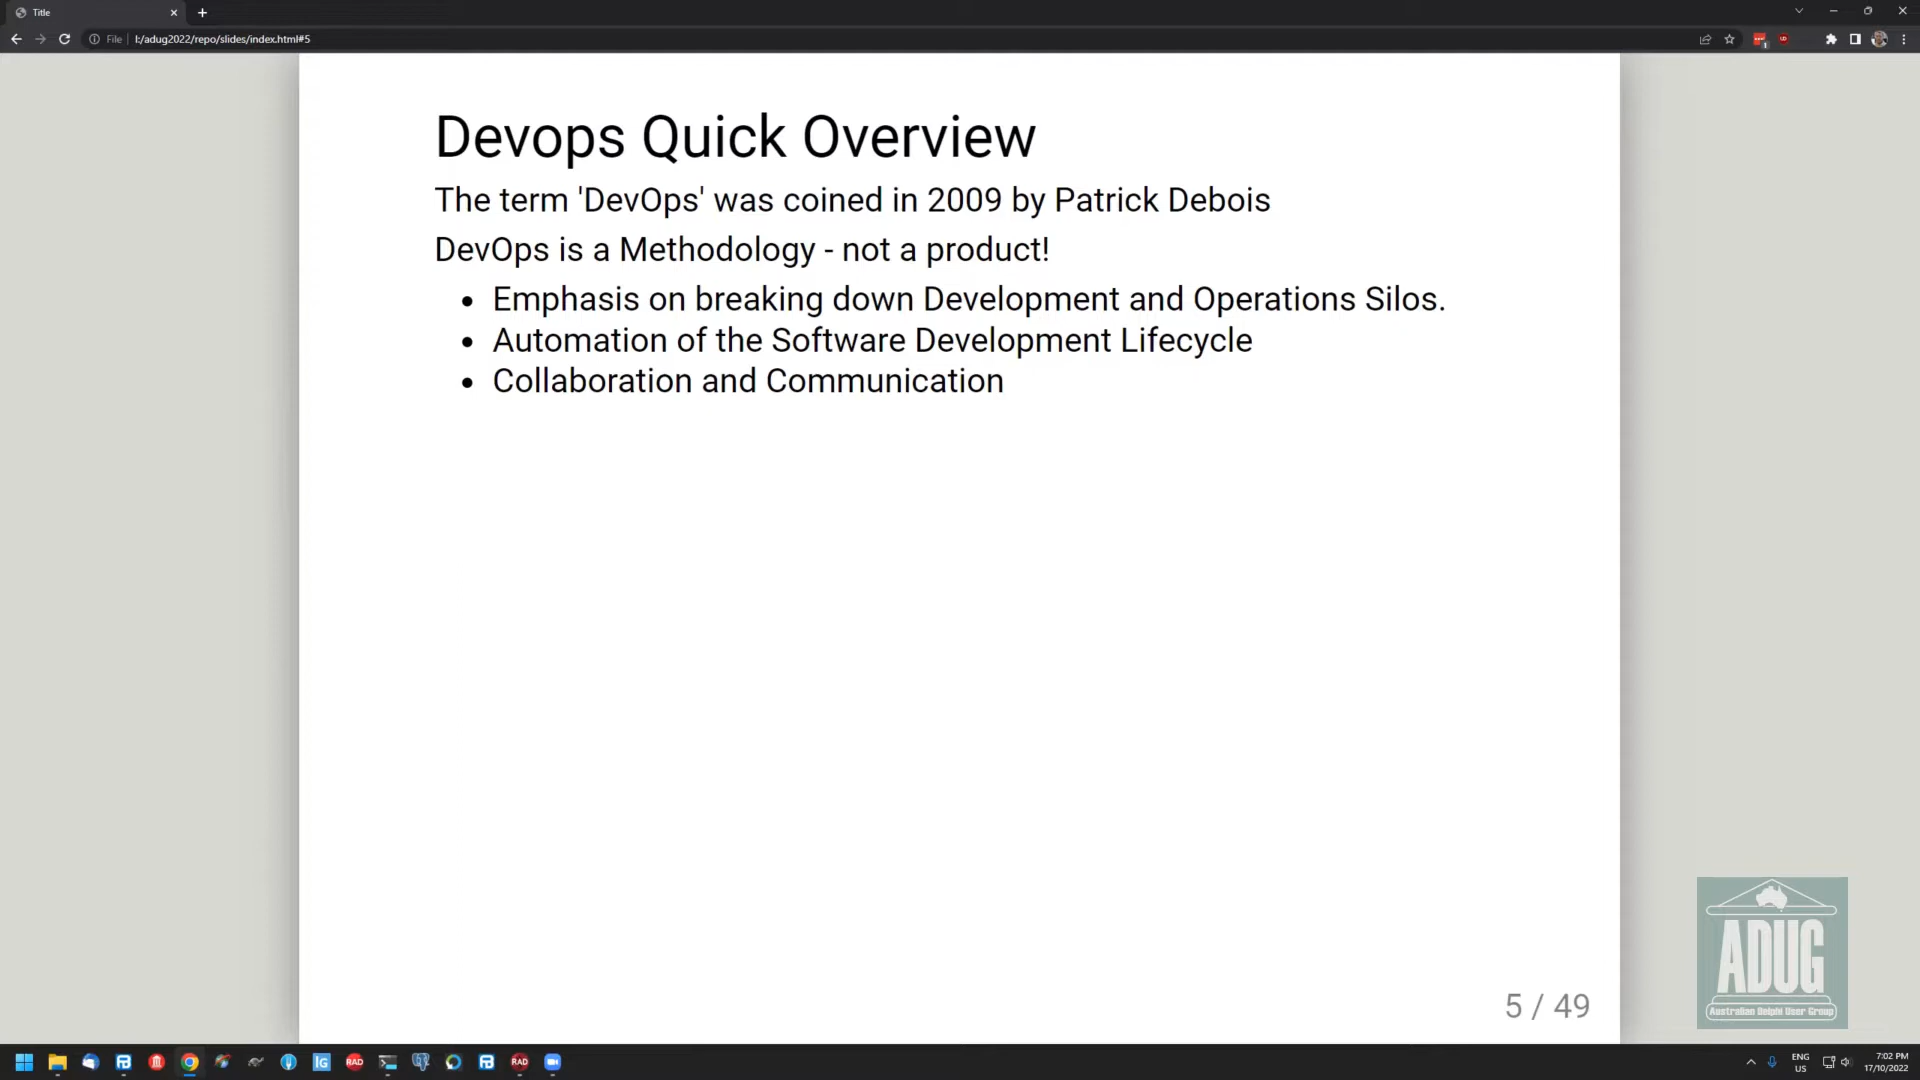 Title
File
I:/adug2022/repo/slides/index.html#5
Devops Quick Overview
The term 'DevOps' was coined in 2009 by Patrick Debois
DevOps is a Methodology - not a product!
• Emphasis on breaking down Development and Operations Silos.
• Automation of the Software Development Lifecycle
• Collaboration and Communication
5 / 49
ADUG
Australian Delphi User Group
IG
RAD
RAD
ENG
US
7:02 PM
17/10/2022